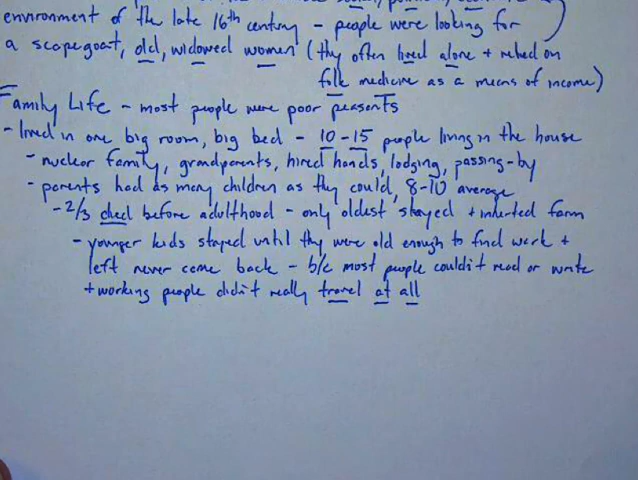 environment of the late 16th century - people were looking for
a scapegoat, old, widowed women (they often lived alone + relied on
folk medicine as a means of income)
Family Life - most people were poor peasants
- lived in one big room, big bed - 10-15 people living in the house
- nuclear family, grandparents, hired hands, lodging, passing-by
- parents had as many children as they could, 8-10 average
- 2/3 died before adulthood - only oldest stayed + inherited farm
- younger kids stayed until they were old enough to find work +
left never come back - b/c most people couldn't read or write
+ working people didn't really travel at all